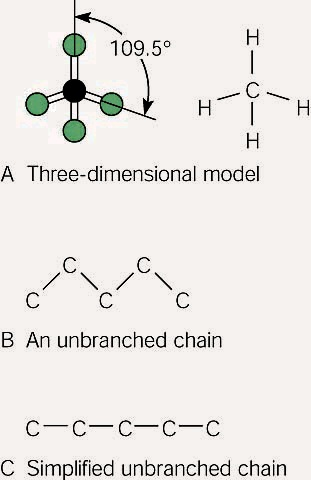 109.5°
H
H C H
H
A Three-dimensional model
C C
C C C
B An unbranched chain
C C C C C
C Simplified unbranched chain